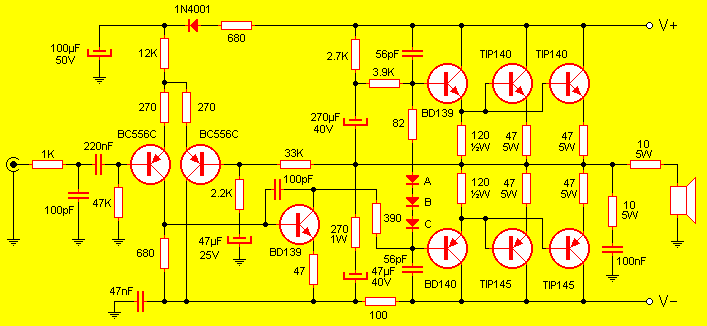 1N4001
V+
100µF
50V
680
12K
2.7K
56pF
TIP140
TIP140
3.9K
270
270
BD139
270µF
40V
82
BC556C
BC556C
120
½W
47
5W
47
5W
10
5W
1K
220nF
33K
100pF
A
47K
2.2K
120
½W
47
5W
47
5W
B
100pF
390
C
10
5W
270
1W
47µF
25V
BD139
680
47
56pF
47µF
40V
BD140
TIP145
TIP145
100nF
47nF
100
V−